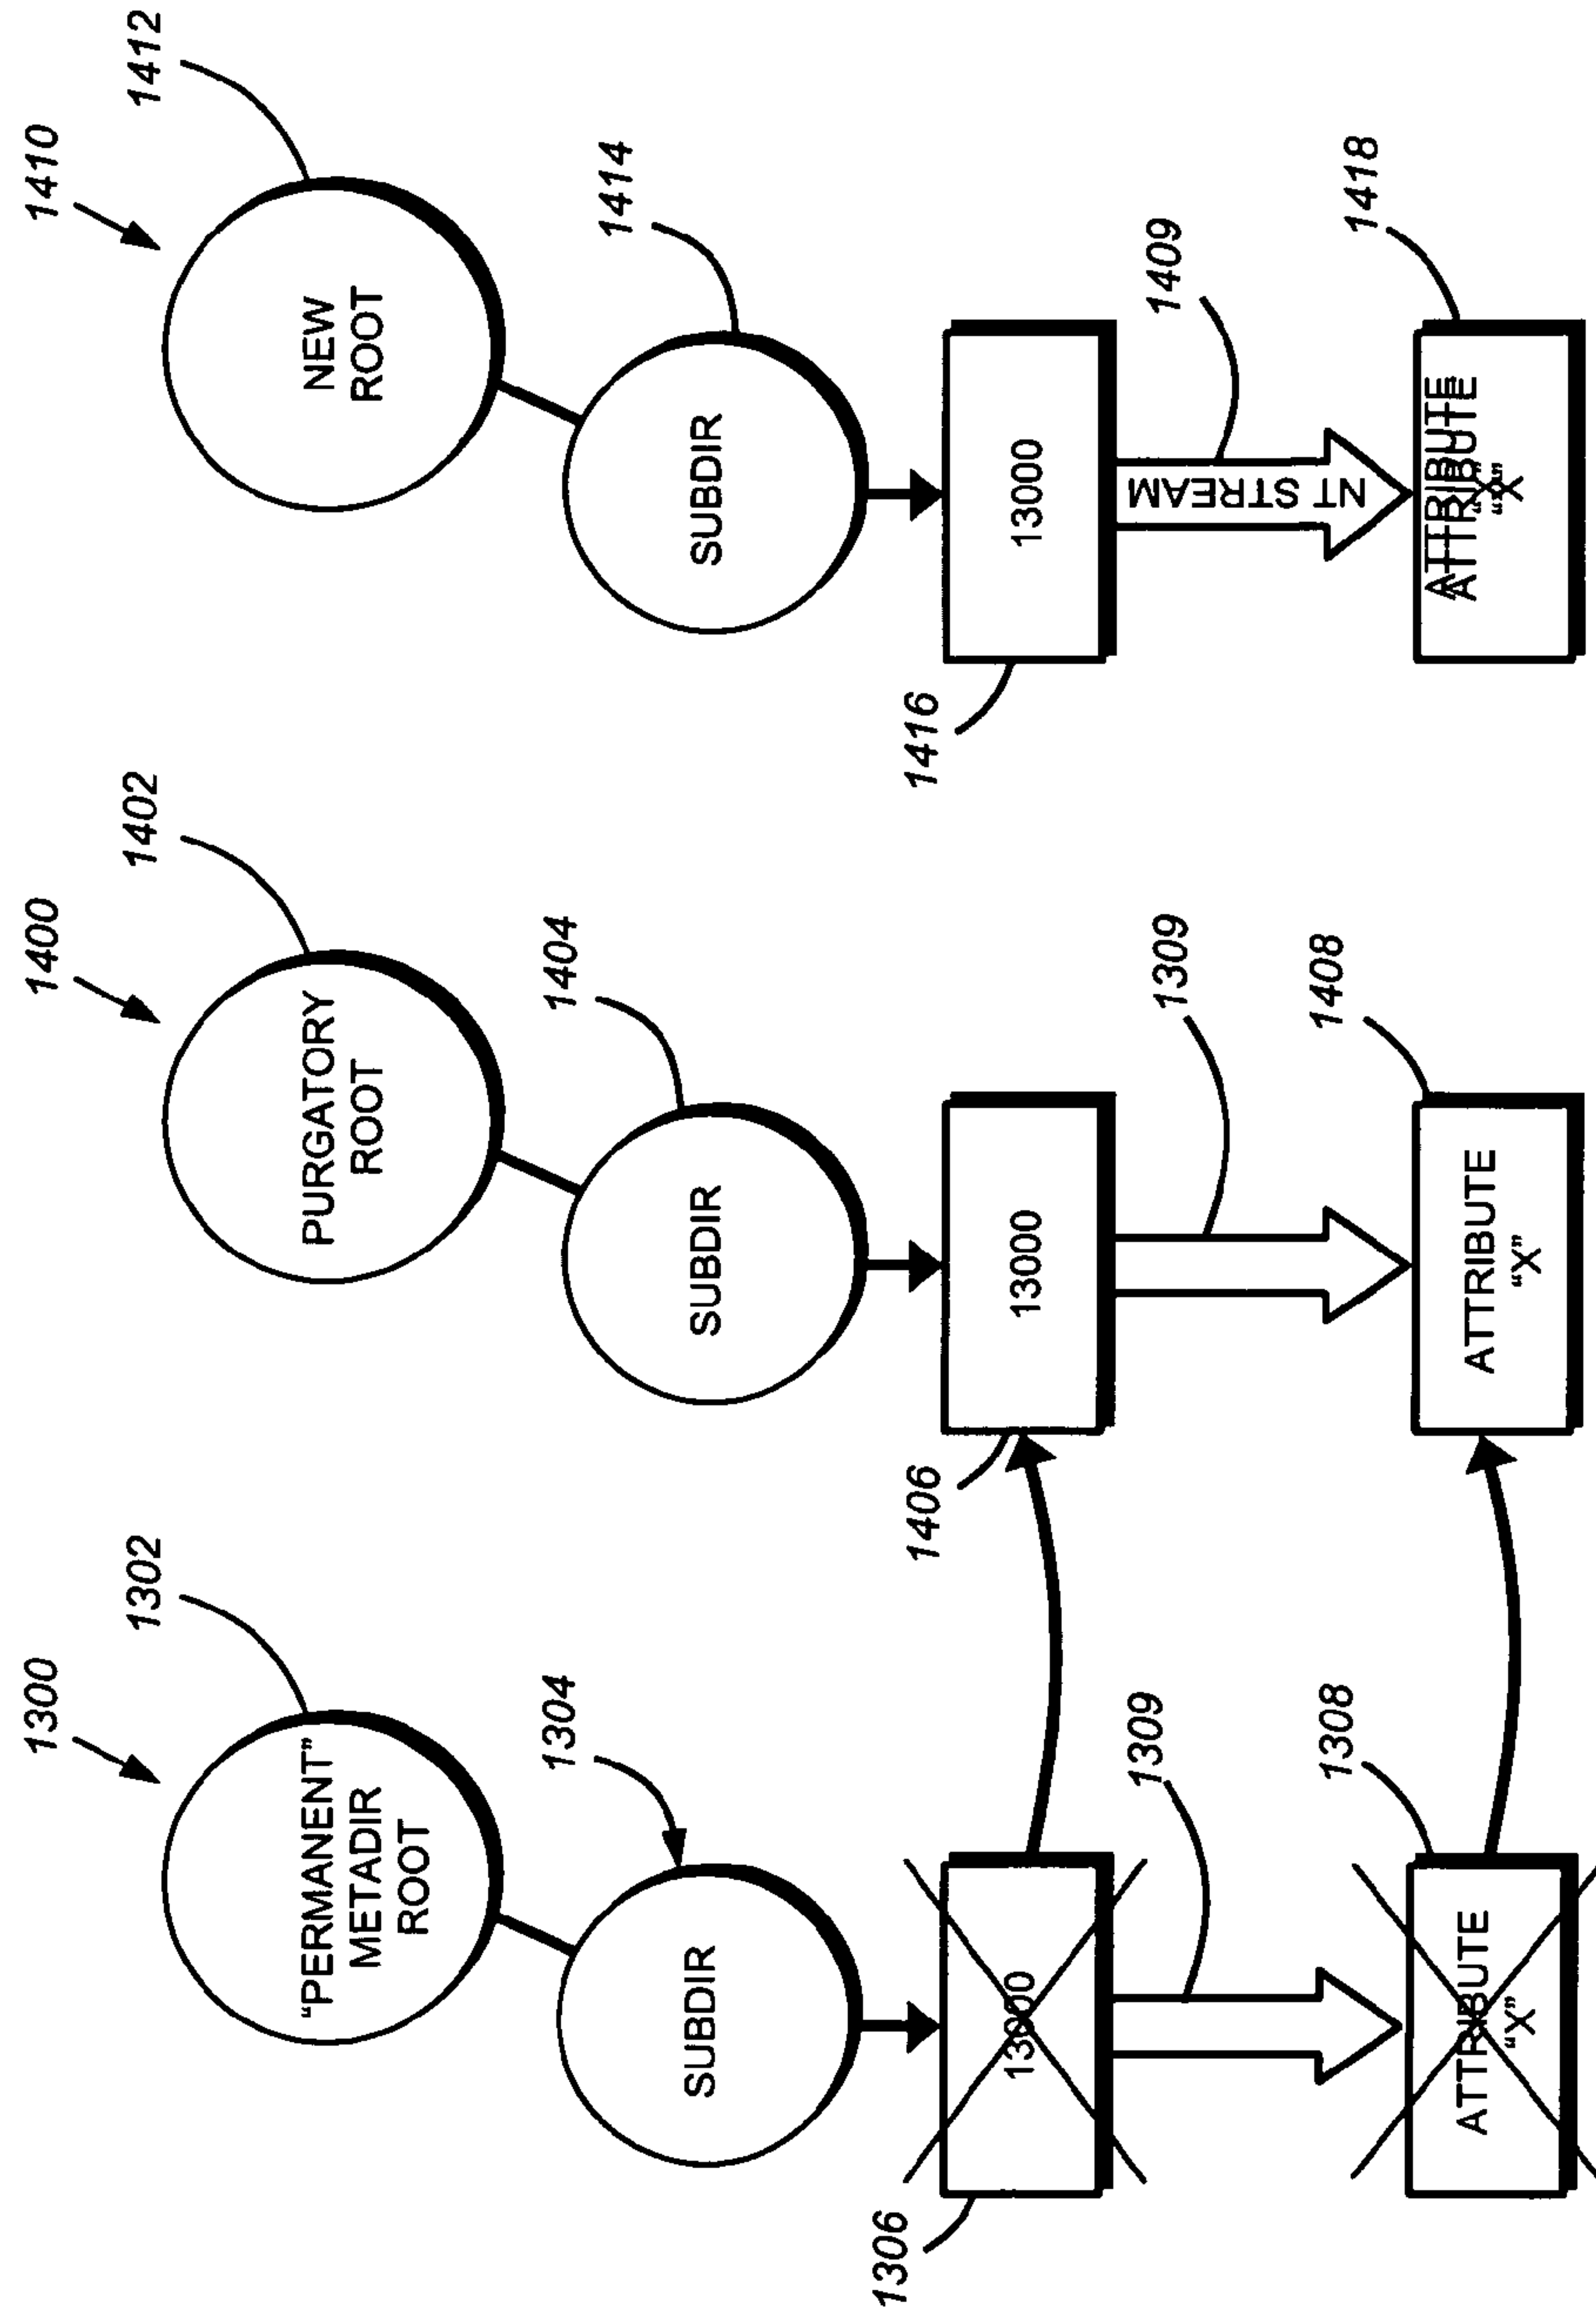 1300
1302
“PERMANENT”
METADIR
ROOT
1304
SUBDIR
1306
13000
1309
1308
ATTRIBUTE
“X”
1400
1402
PURGATORY
ROOT
1404
SUBDIR
1406
13000
1309
1408
ATTRIBUTE
“X”
1410
1412
NEW
ROOT
1414
SUBDIR
1416
13000
1409
NT STREAM
1418
ATTRIBUTE
“X”